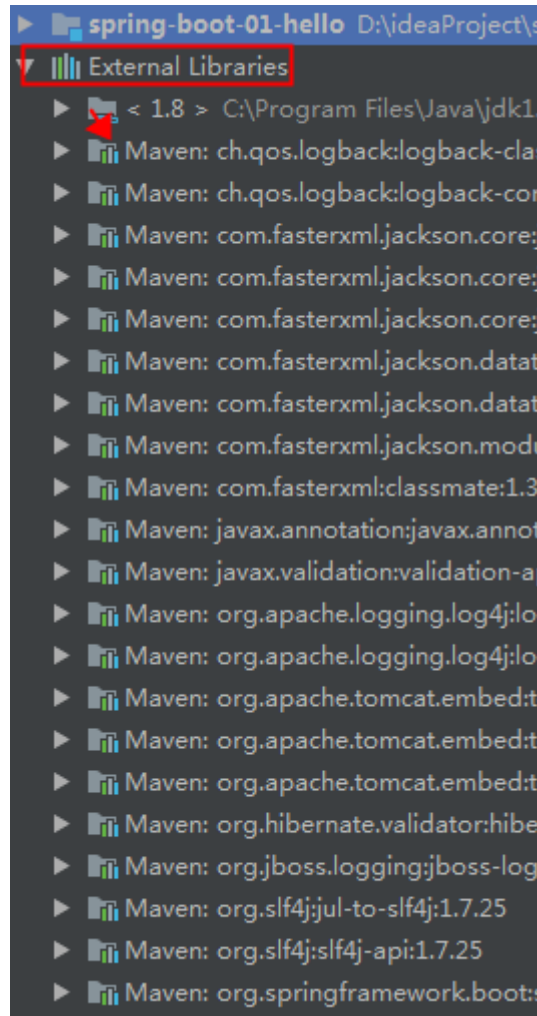 spring-boot-01-hello D:\ideaProject\
External Libraries
< 1.8 > C:\Program Files\Java\jdk1.
Maven: ch.qos.logback:logback-cla
Maven: ch.qos.logback:logback-cor
Maven: com.fasterxml.jackson.core:
Maven: com.fasterxml.jackson.core:
Maven: com.fasterxml.jackson.core:
Maven: com.fasterxml.jackson.datat
Maven: com.fasterxml.jackson.datat
Maven: com.fasterxml.jackson.modu
Maven: com.fasterxml:classmate:1.3
Maven: javax.annotation:javax.annot
Maven: javax.validation:validation-a
Maven: org.apache.logging.log4j:lo
Maven: org.apache.logging.log4j:lo
Maven: org.apache.tomcat.embed:t
Maven: org.apache.tomcat.embed:t
Maven: org.apache.tomcat.embed:t
Maven: org.hibernate.validator:hibe
Maven: org.jboss.logging:jboss-log
Maven: org.slf4j:jul-to-slf4j:1.7.25
Maven: org.slf4j:slf4j-api:1.7.25
Maven: org.springframework.boot:s